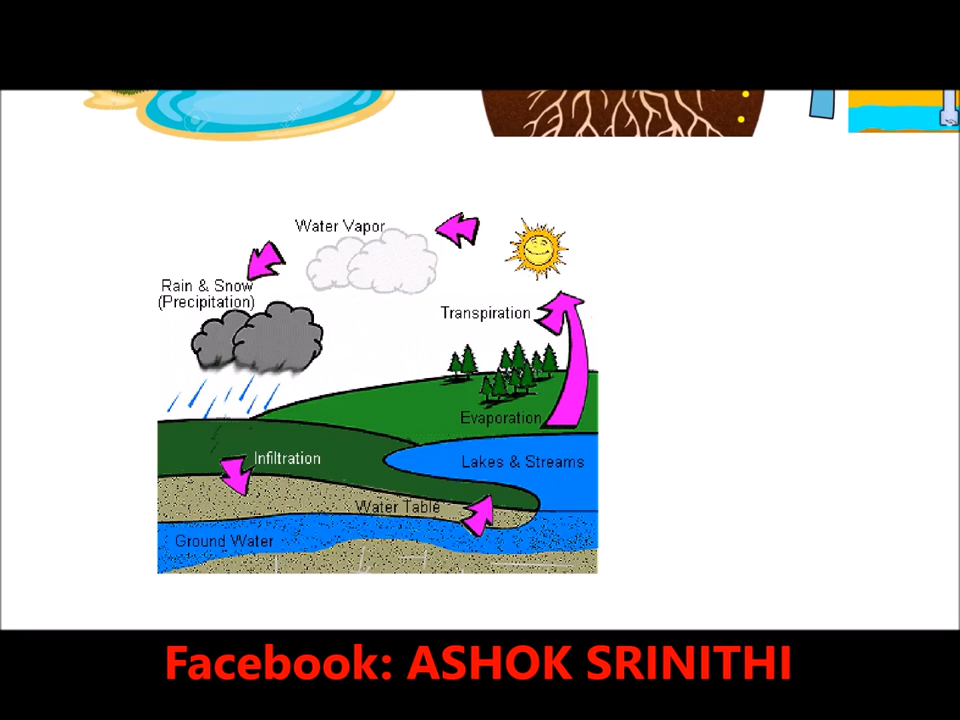 Water Vapor
Rain & Snow
(Precipitation)
Transpiration
Evaporation
Infiltration
Lakes & Streams
Water Table
Ground Water
Facebook: ASHOK SRINITHI